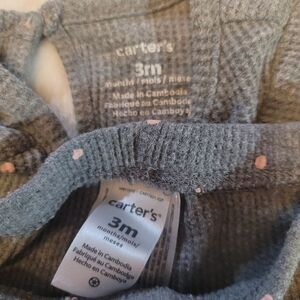 carter's
3m
months / mois / meses
Made in Cambodia
Fabriqué au Cambodge
Hecho en Camboya
carter's
3m
months/mois/
meses
Made in Cambodia
Fabriqué au Cambodge
Hecho en Camboya